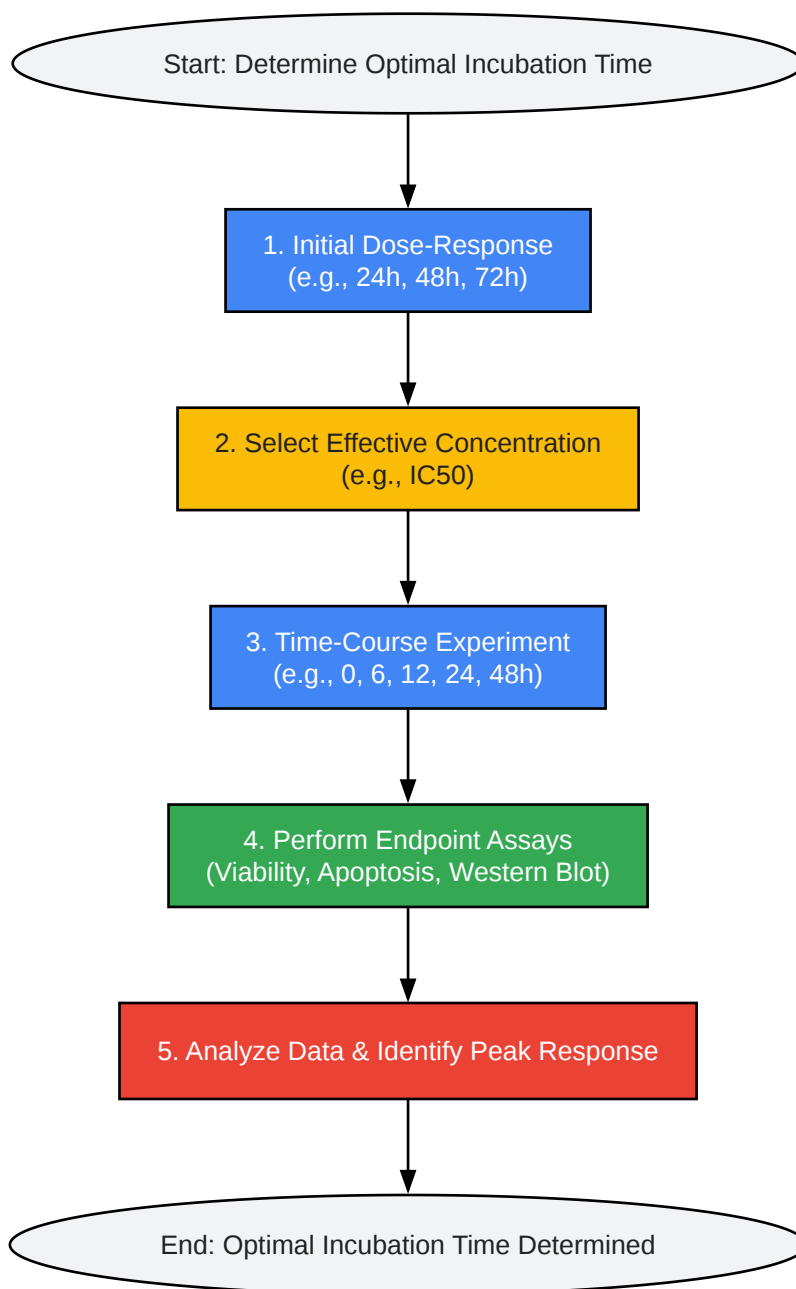 Start: Determine Optimal Incubation Time
1. Initial Dose-Response
(e.g., 24h, 48h, 72h)
2. Select Effective Concentration
(e.g., IC50)
3. Time-Course Experiment
(e.g., 0, 6, 12, 24, 48h)
4. Perform Endpoint Assays
(Viability, Apoptosis, Western Blot)
5. Analyze Data & Identify Peak Response
End: Optimal Incubation Time Determined